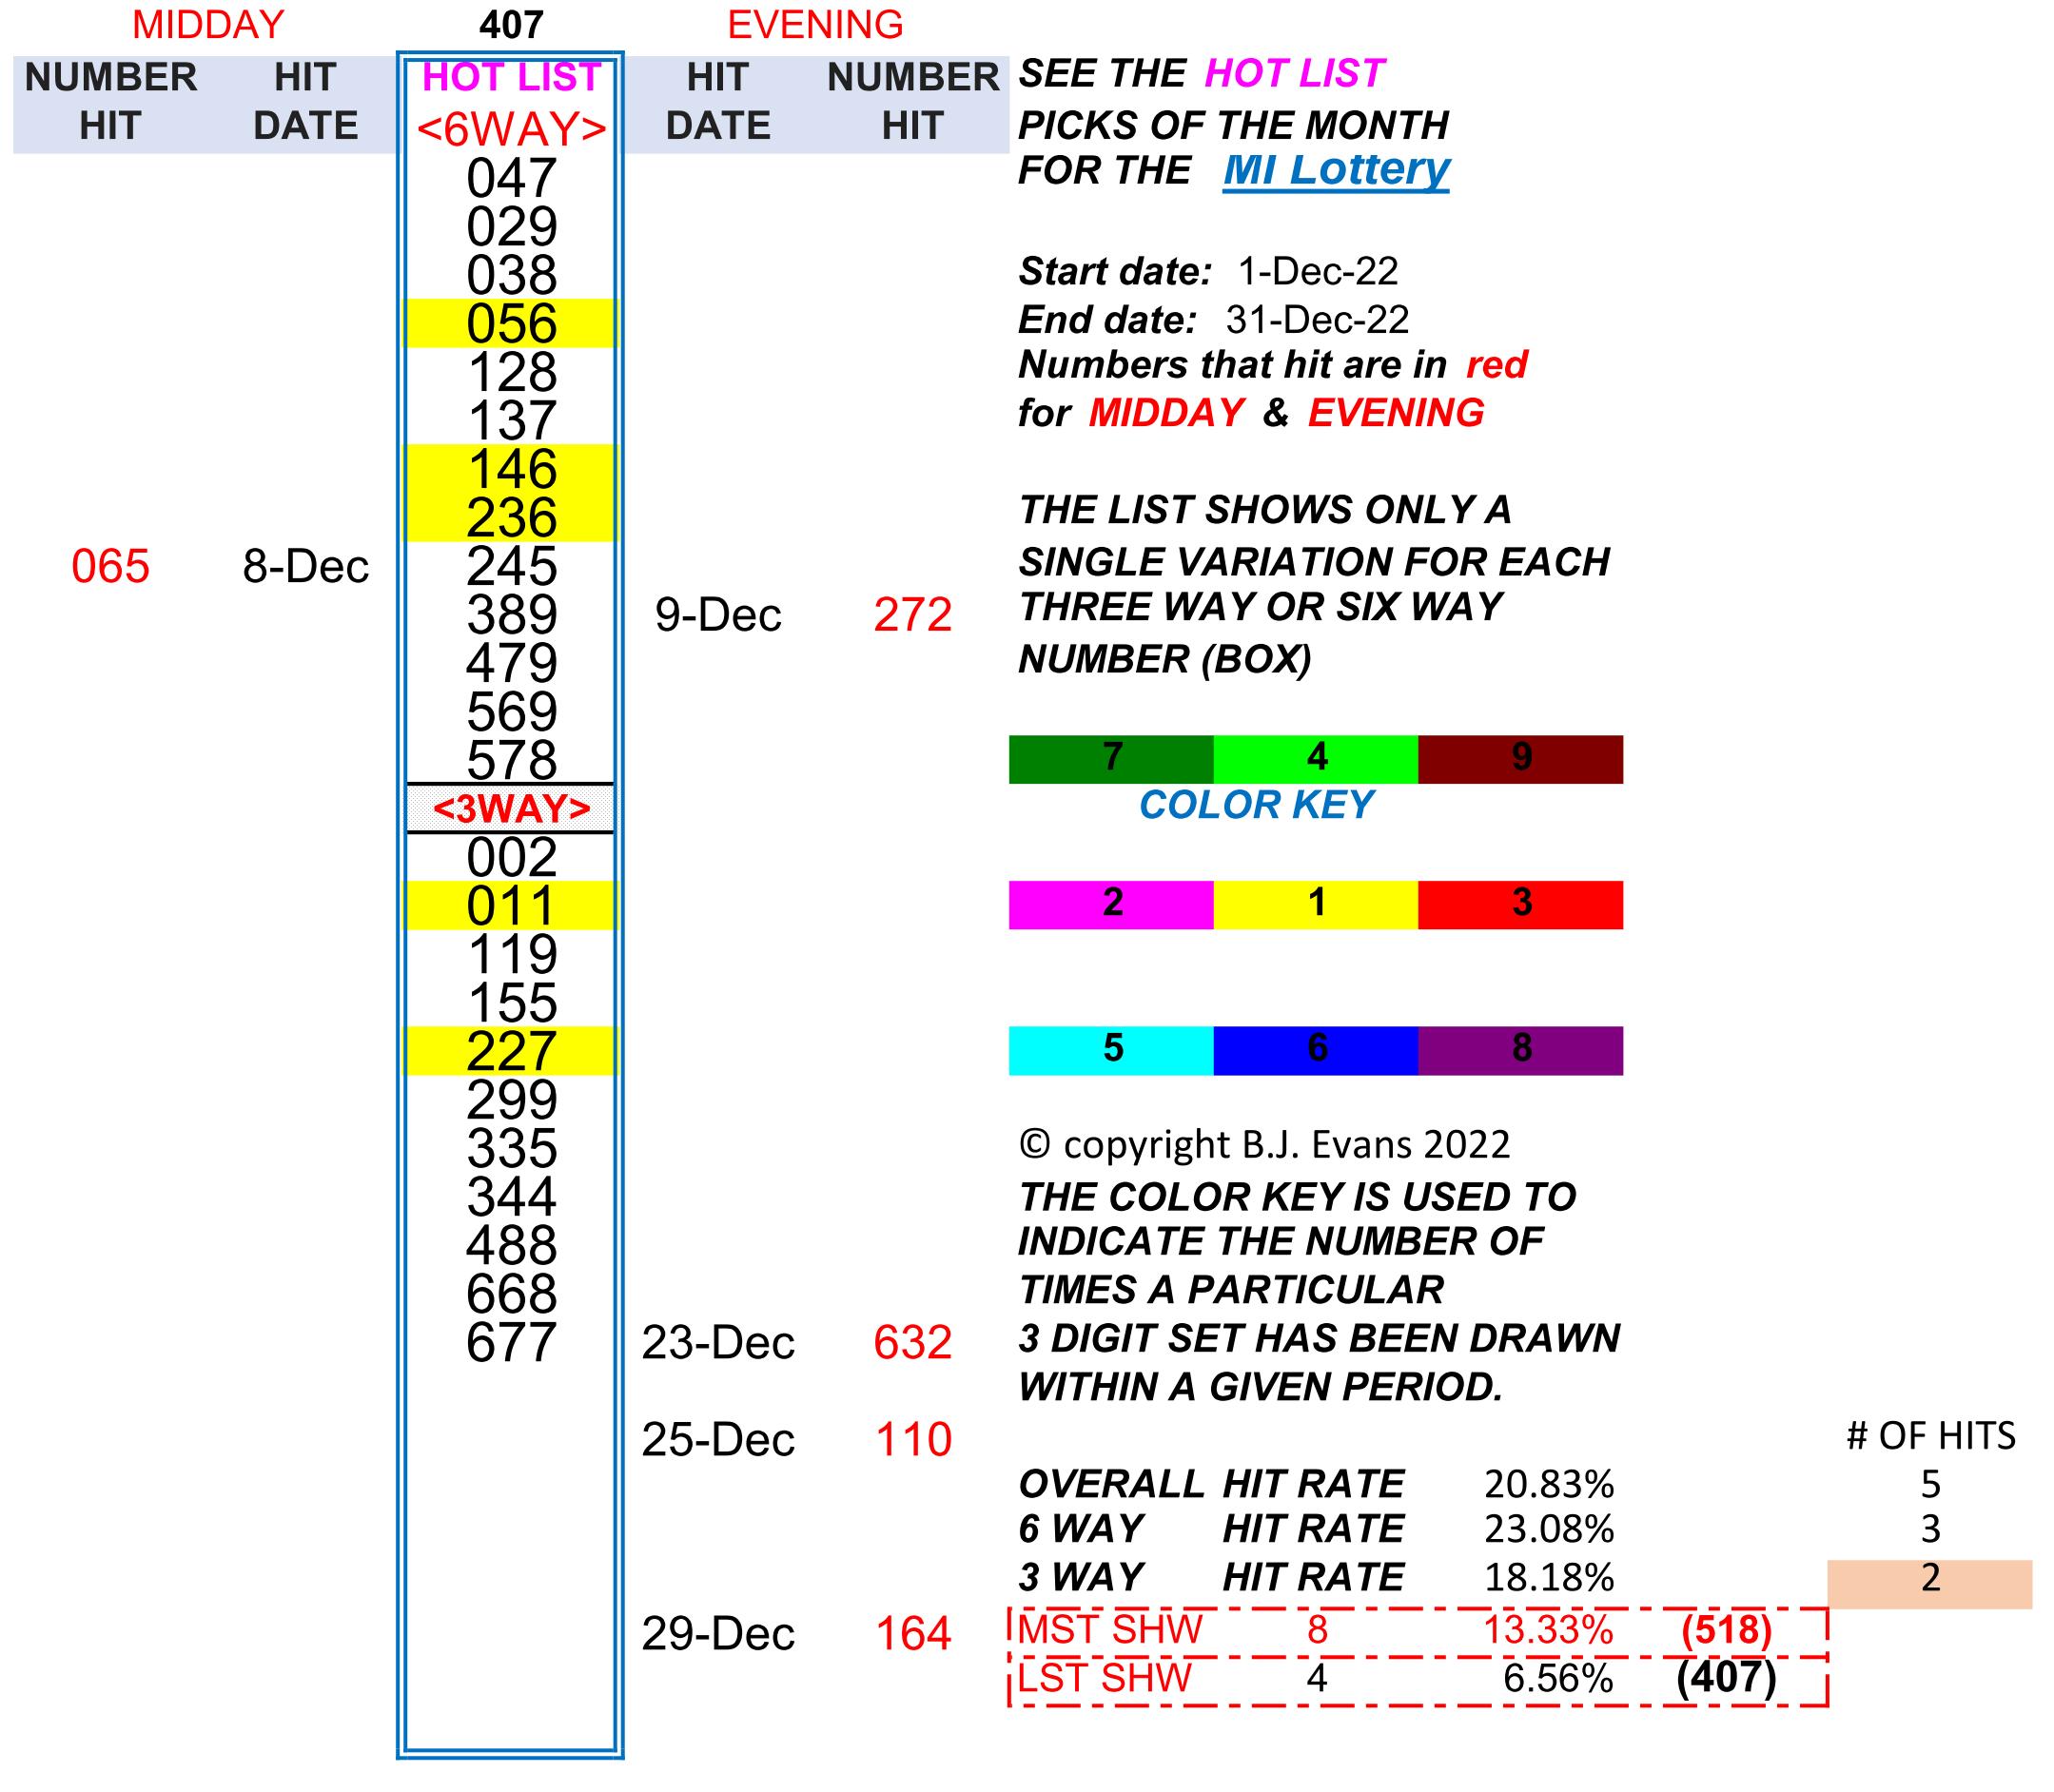 MIDDAY 407 EVENING
NUMBER HIT HOT LIST HIT NUMBER SEE THE HOT LIST
HIT DATE <6WAY> DATE HIT PICKS OF THE MONTH
047 FOR THE MI Lottery
029
038 Start date: 1-Dec-22
056 End date: 31-Dec-22
128 Numbers that hit are in red
137 for MIDDAY & EVENING
146
236 THE LIST SHOWS ONLY A
065 8-Dec 245 SINGLE VARIATION FOR EACH
389 9-Dec 272 THREE WAY OR SIX WAY
479 NUMBER (BOX)
569
578 7 4 9
<3WAY> COLOR KEY
002
011 2 1 3
119
155
227 5 6 8
299
335 © copyright B.J. Evans 2022
344 THE COLOR KEY IS USED TO
488 INDICATE THE NUMBER OF
668 TIMES A PARTICULAR
677 23-Dec 632 3 DIGIT SET HAS BEEN DRAWN
WITHIN A GIVEN PERIOD.
25-Dec 110 # OF HITS
OVERALL HIT RATE 20.83% 5
6 WAY HIT RATE 23.08% 3
3 WAY HIT RATE 18.18% 2
29-Dec 164 MST SHW 8 13.33% (518)
LST SHW 4 6.56% (407)